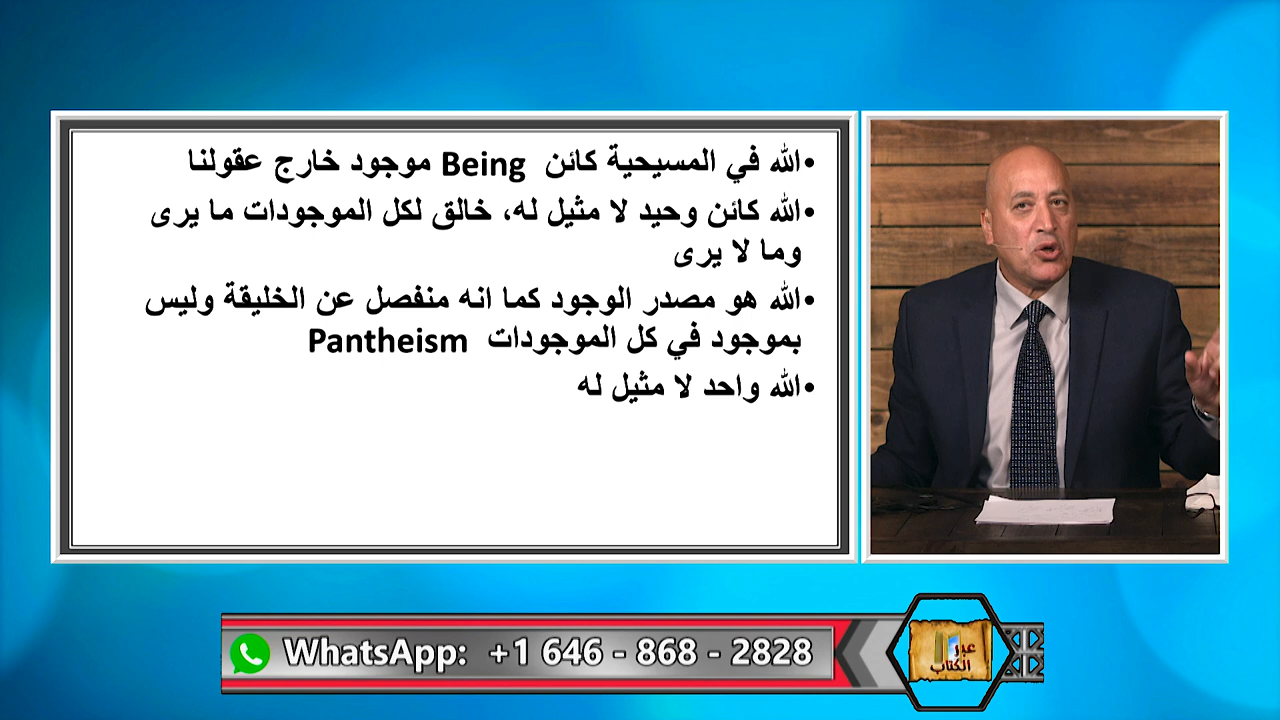 •الله في المسيحية كائن Being موجود خارج عقولنا
•الله كائن وحيد لا مثيل له، خالق لكل الموجودات ما يرى
وما لا يرى
•الله هو مصدر الوجود كما انه منفصل عن الخليقة وليس
بموجود في كل الموجودات Pantheism
•الله واحد لا مثيل له
WhatsApp: +1 646 - 868 - 2828
عبر
الكتاب